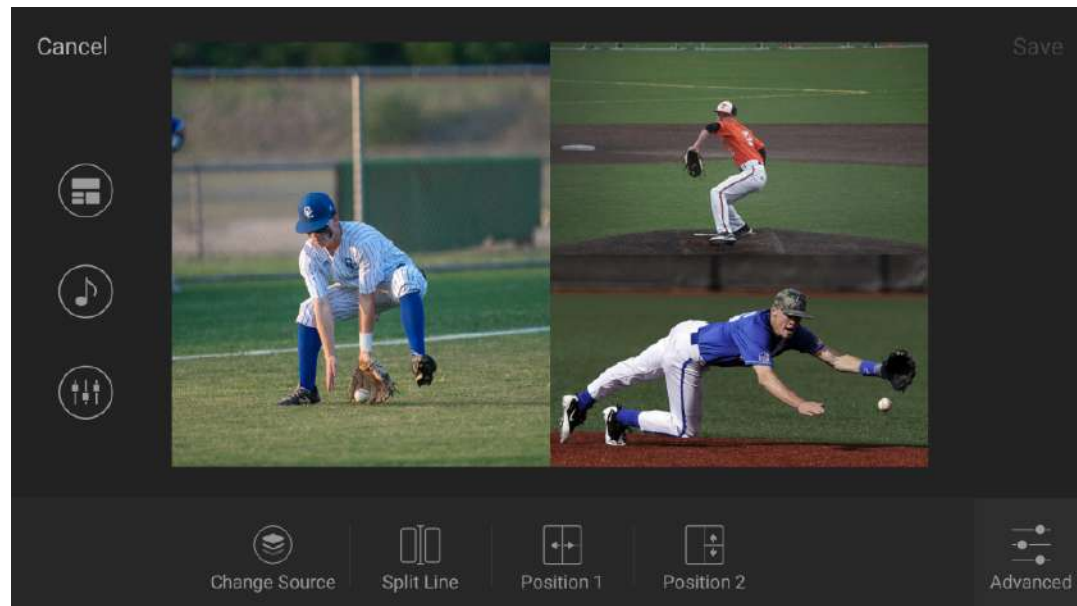 Cancel
Save
Change Source
Split Line
Position 1
Position 2
Advanced